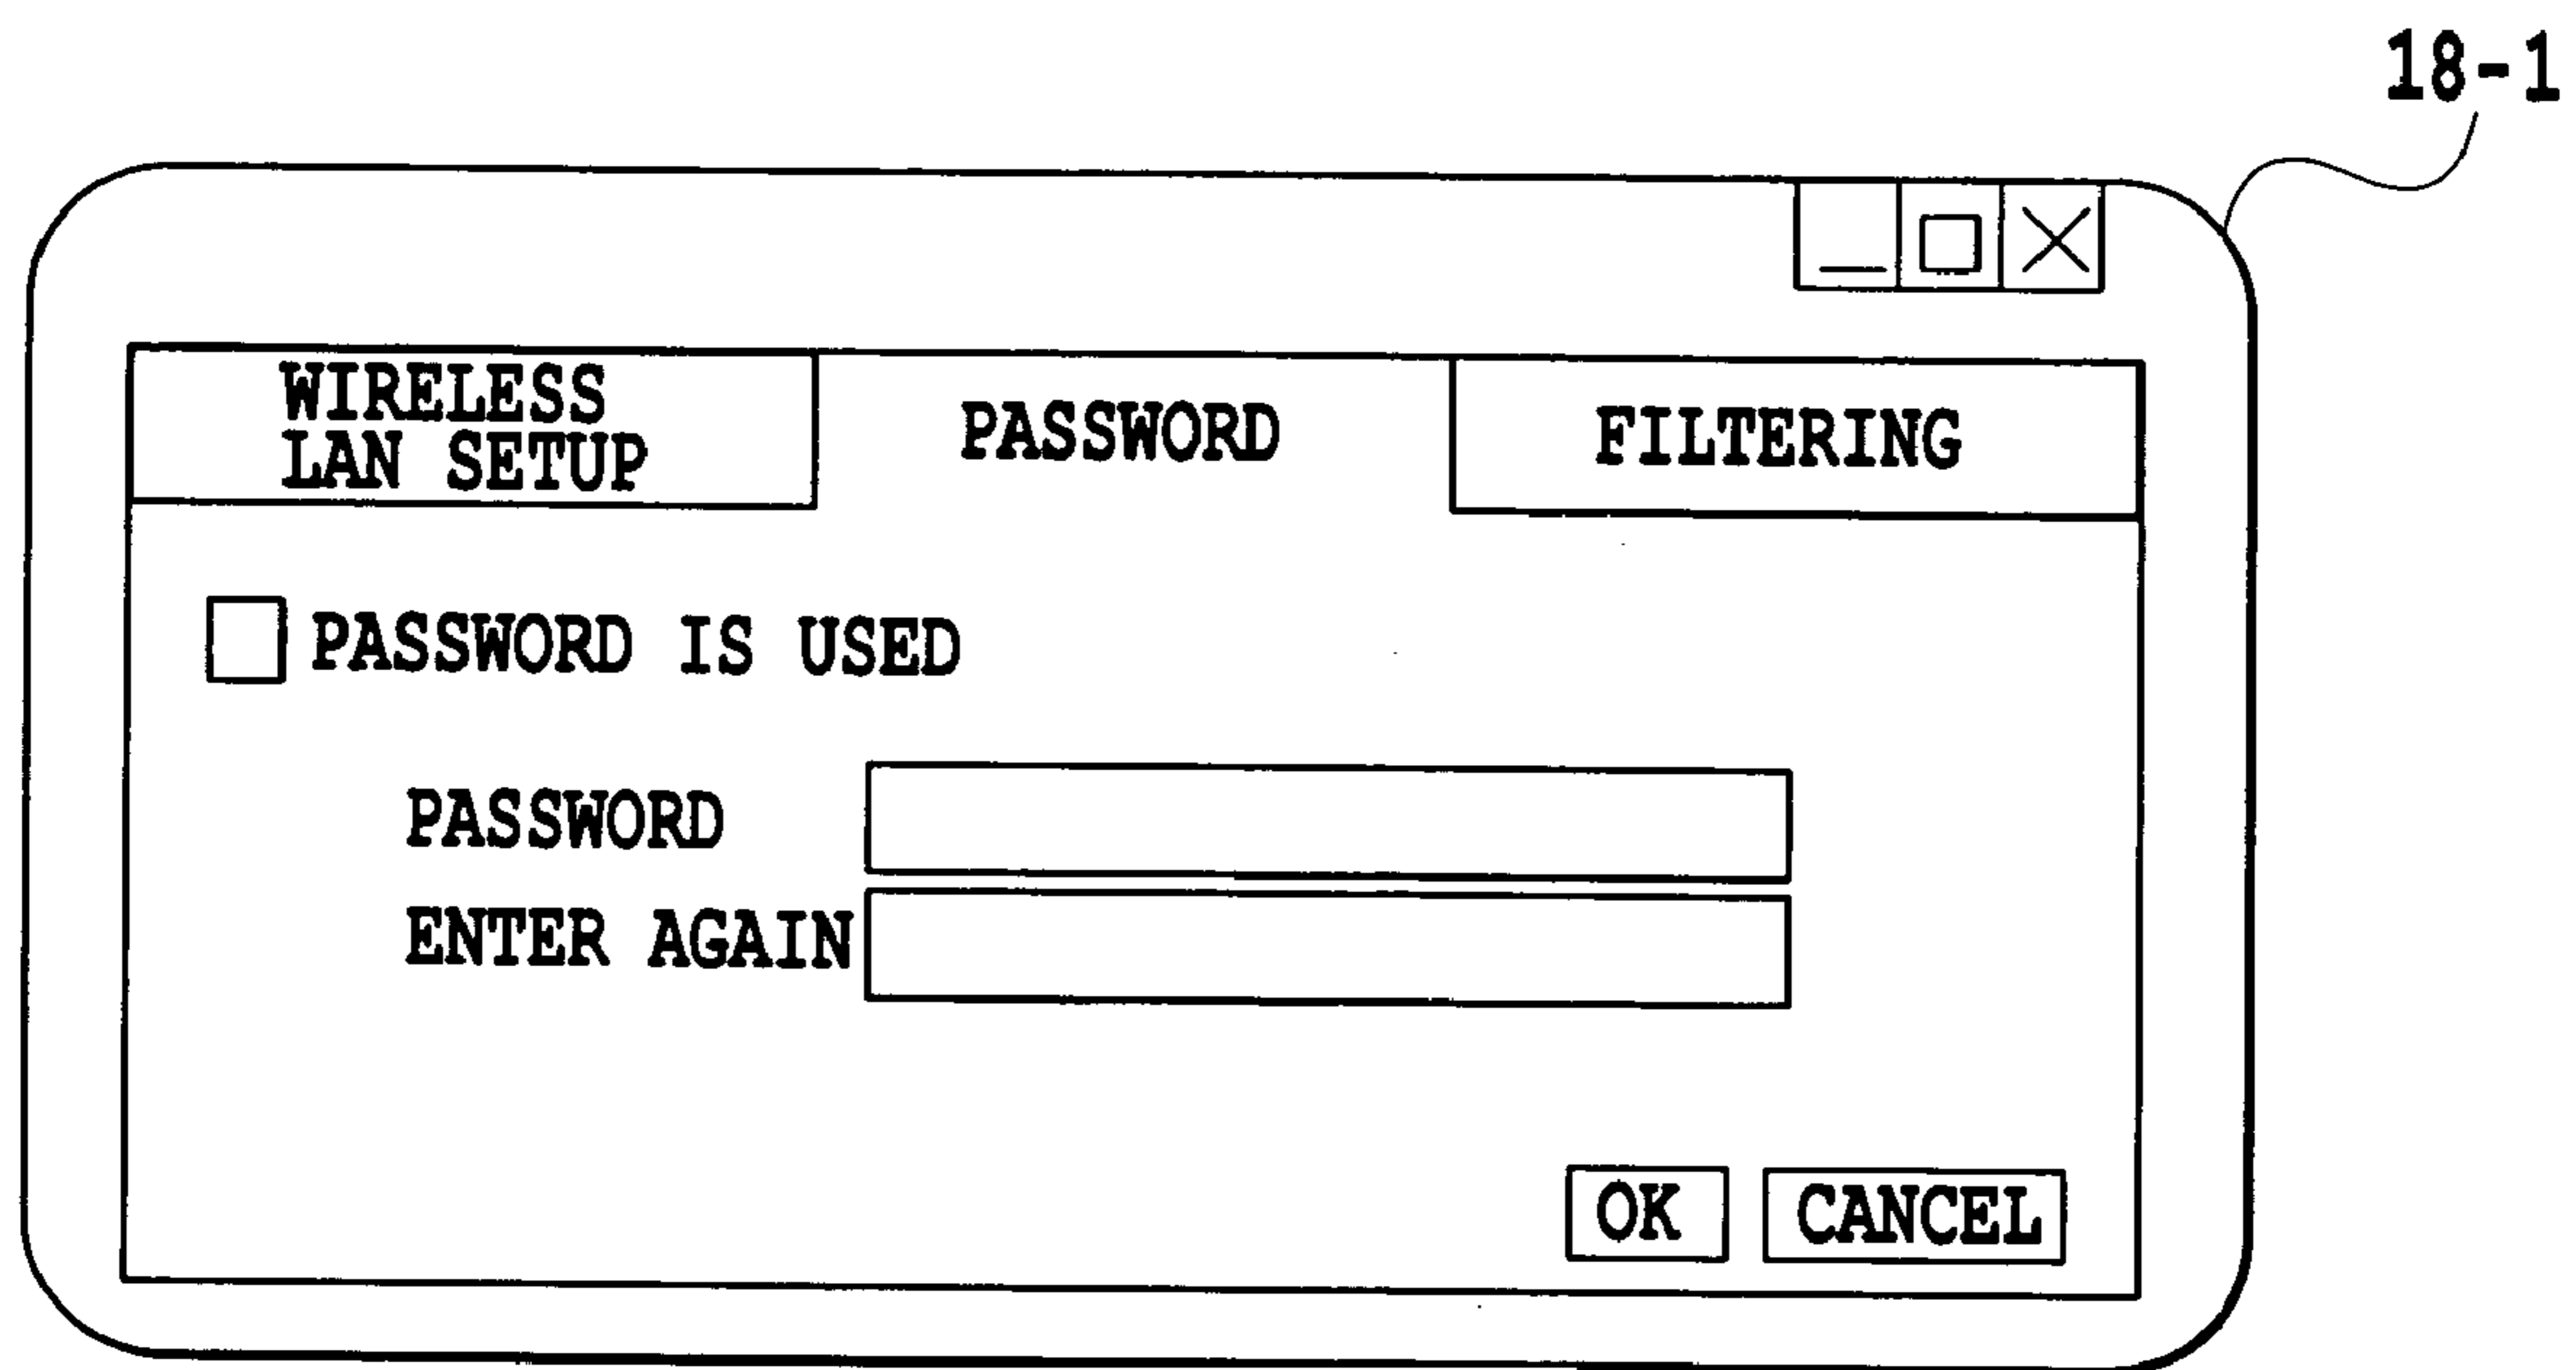 18-1
WIRELESS
LAN SETUP
PASSWORD
FILTERING
PASSWORD IS USED
PASSWORD
ENTER AGAIN
OK
CANCEL